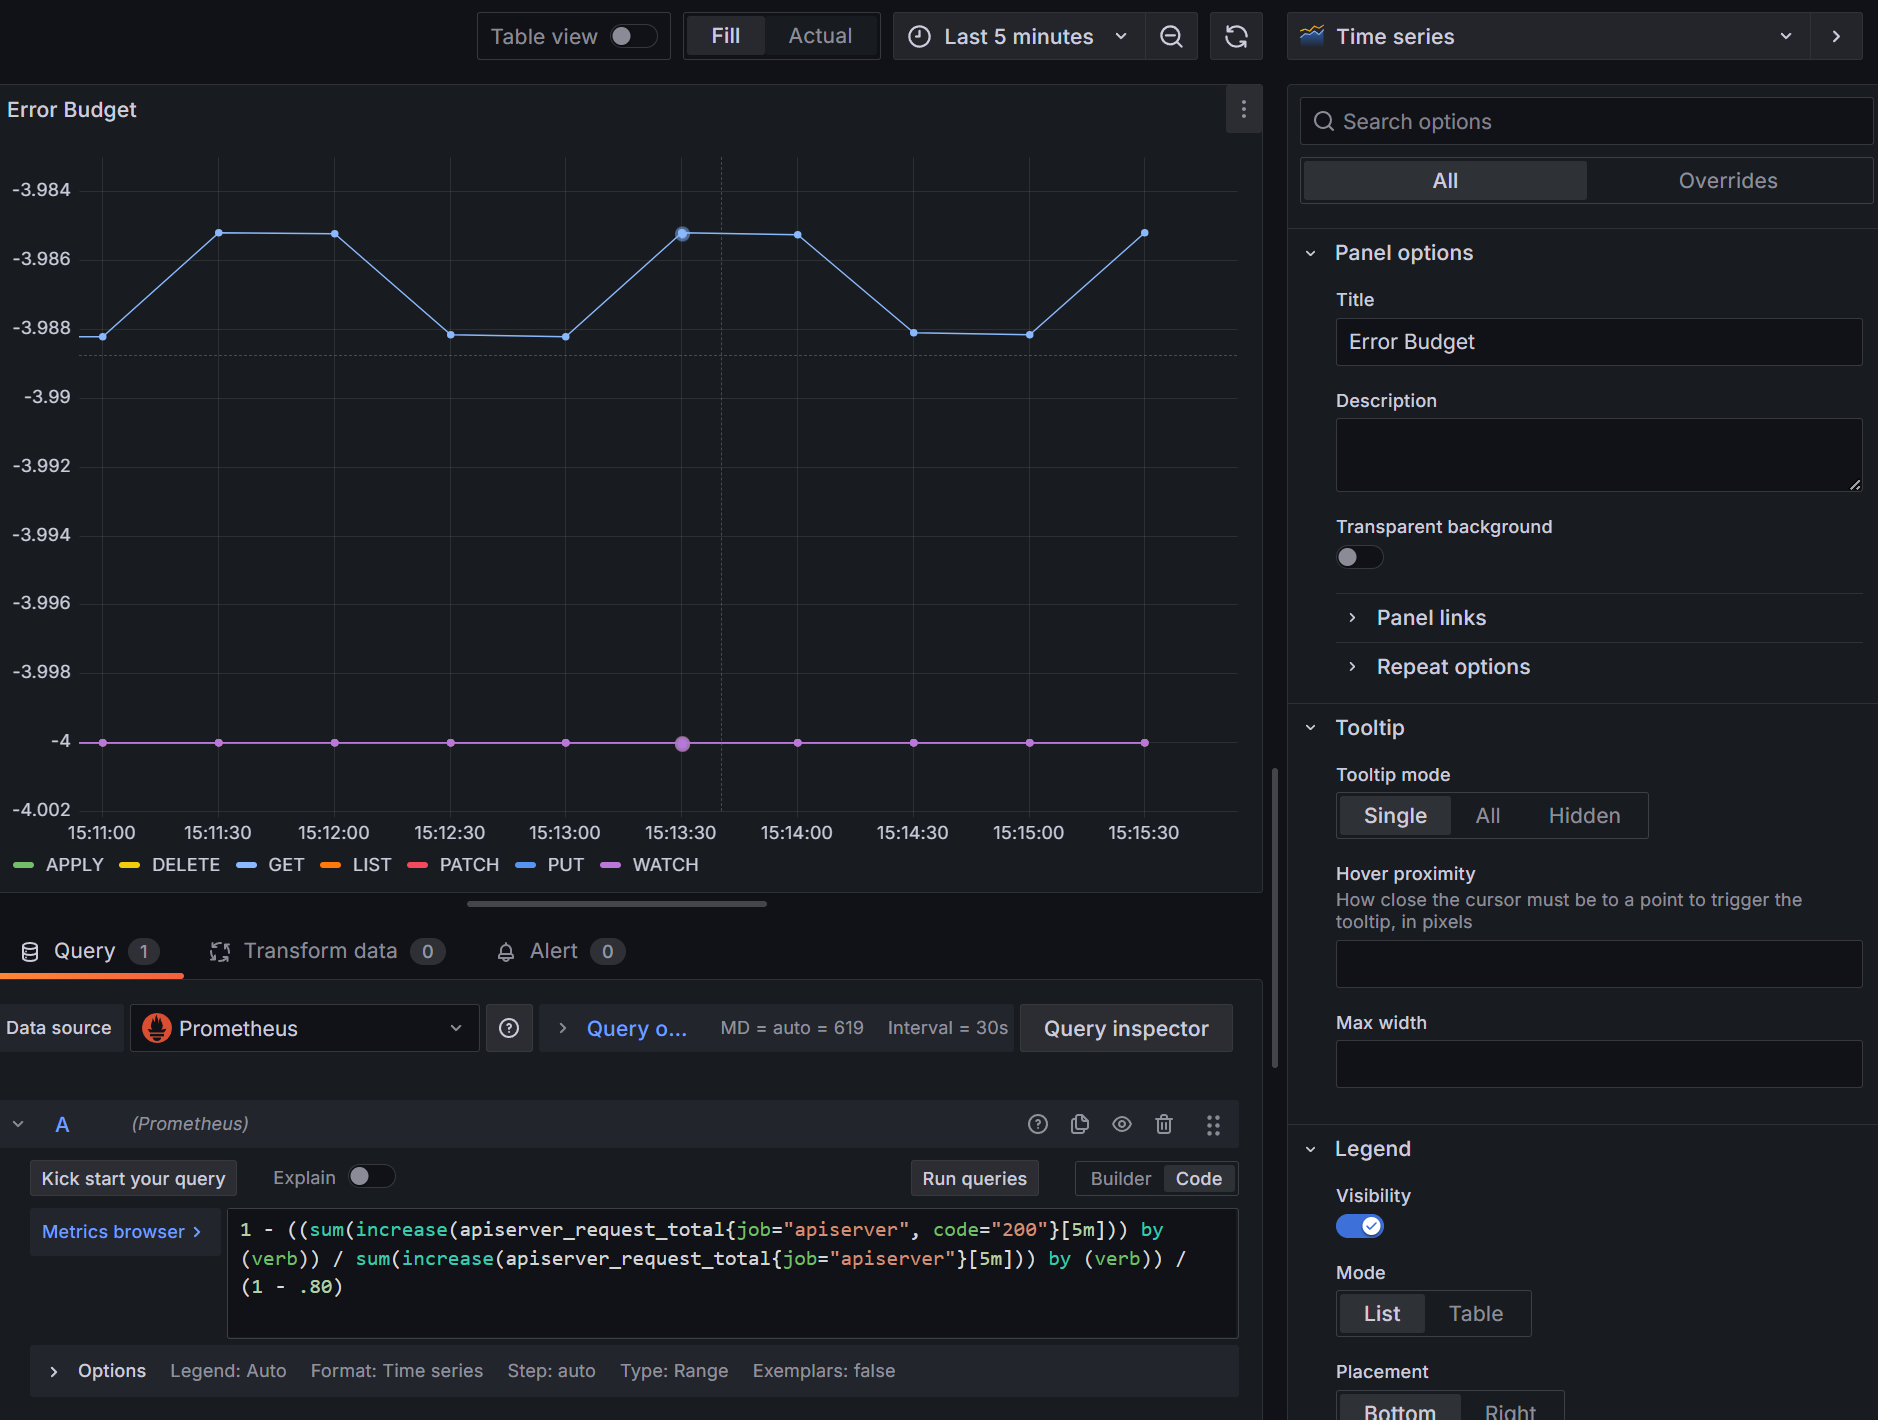 Table view
Fill
Actual
Last 5 minutes
Time series
Error Budget
-3.984
-3.986
-3.988
-3.99
-3.992
-3.994
-3.996
-3.998
-4
-4.002
15:11:00 15:11:30 15:12:00 15:12:30 15:13:00 15:13:30 15:14:00 15:14:30 15:15:00 15:15:30
APPLY DELETE GET LIST PATCH PUT WATCH
Query 1 Transform data 0 Alert 0
Data source Prometheus Query o... MD = auto = 619 Interval = 30s Query inspector
A (Prometheus)
Kick start your query Explain Run queries Builder Code
Metrics browser
1 - ((sum(increase(apiserver_request_total{job="apiserver", code="200"}[5m])) by
(verb)) / sum(increase(apiserver_request_total{job="apiserver"}[5m])) by (verb)) /
(1 - .80)
Options Legend: Auto Format: Time series Step: auto Type: Range Exemplars: false
Search options
All Overrides
Panel options
Title
Error Budget
Description
Transparent background
Panel links
Repeat options
Tooltip
Tooltip mode
Single All Hidden
Hover proximity
How close the cursor must be to a point to trigger the
tooltip, in pixels
Max width
Legend
Visibility
Mode
List Table
Placement
Bottom Right